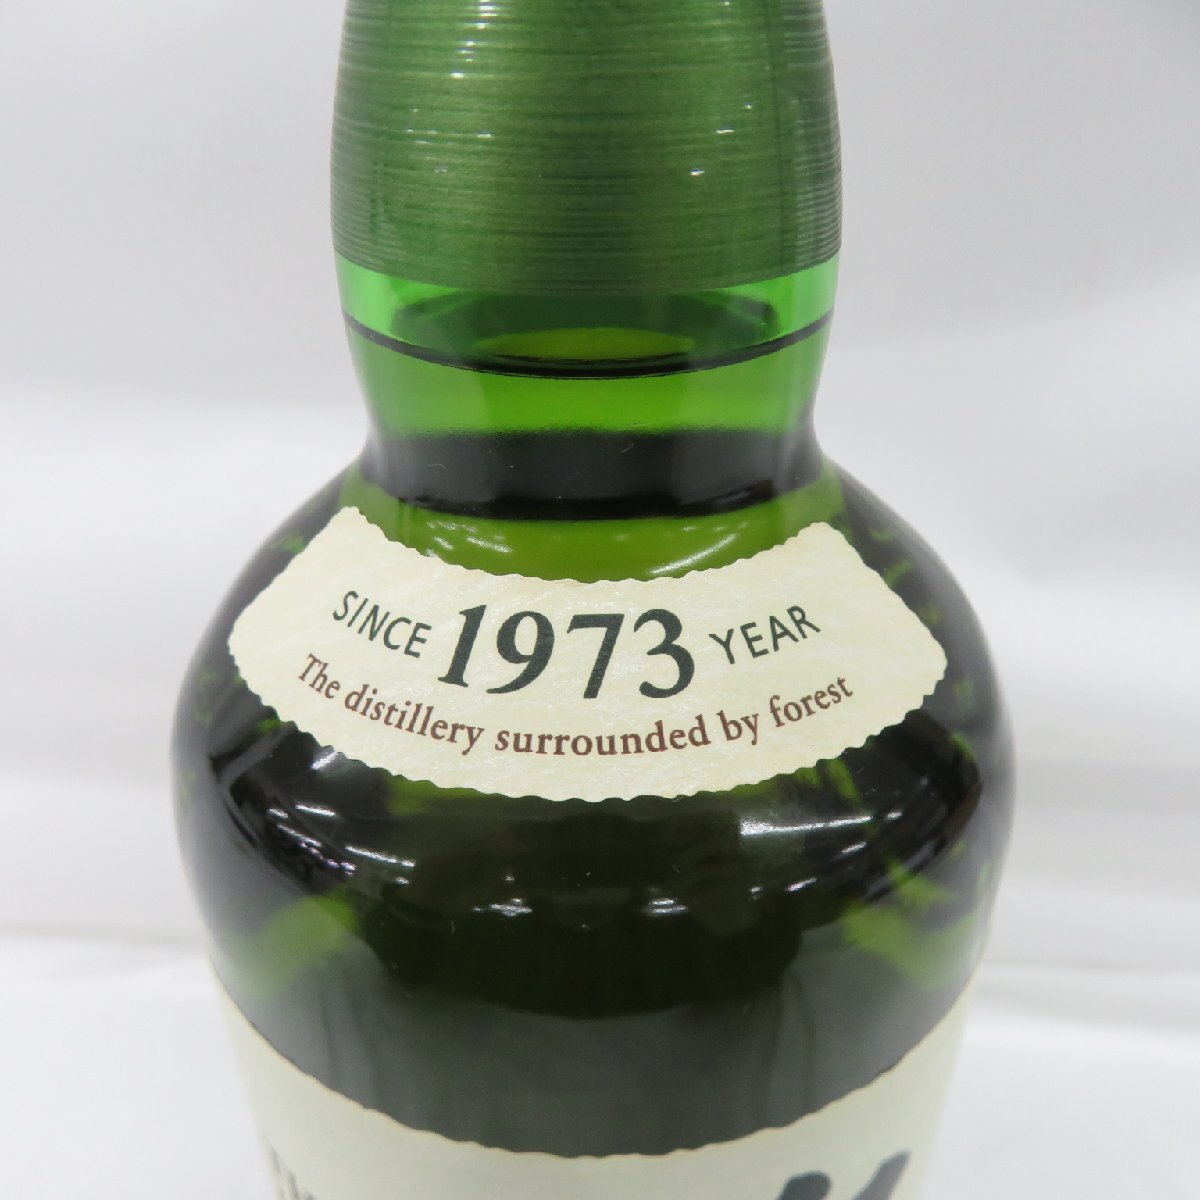 SINCE 1973 YEAR
The distillery surrounded by forest